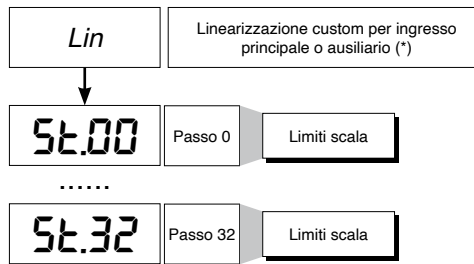 Lin
Linearizzazione custom per ingresso
principale o ausiliario (*)
St.00
Passo 0
Limiti scala
......
St.32
Passo 32
Limiti scala